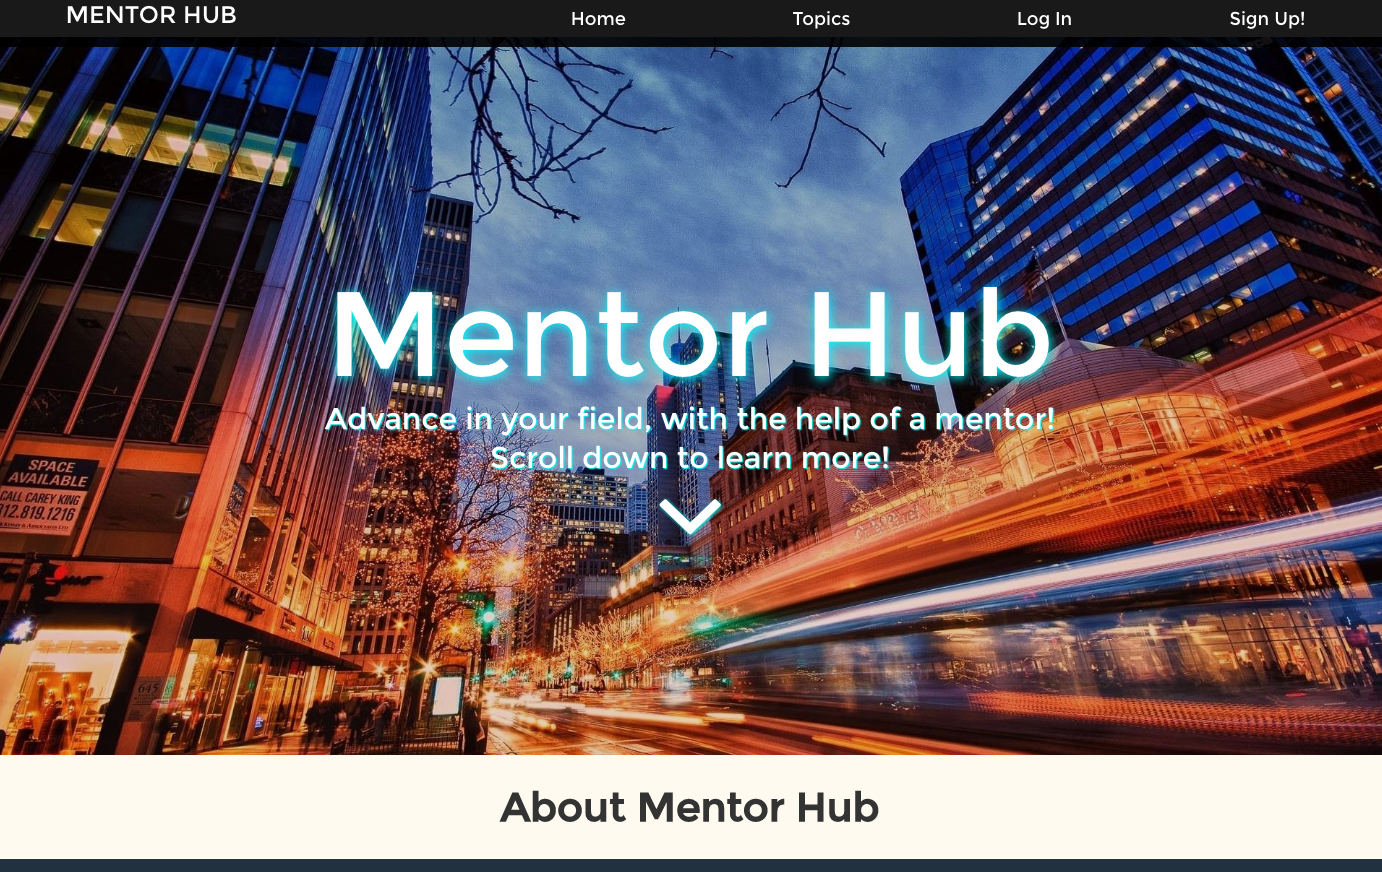 MENTOR HUB
Home
Topics
Log In
Sign Up!
Mentor Hub
Advance in your field, with the help of a mentor!
Scroll down to learn more!
SPACE
AVAILABLE
CALL CAREY KING
312.819.1216
645
About Mentor Hub